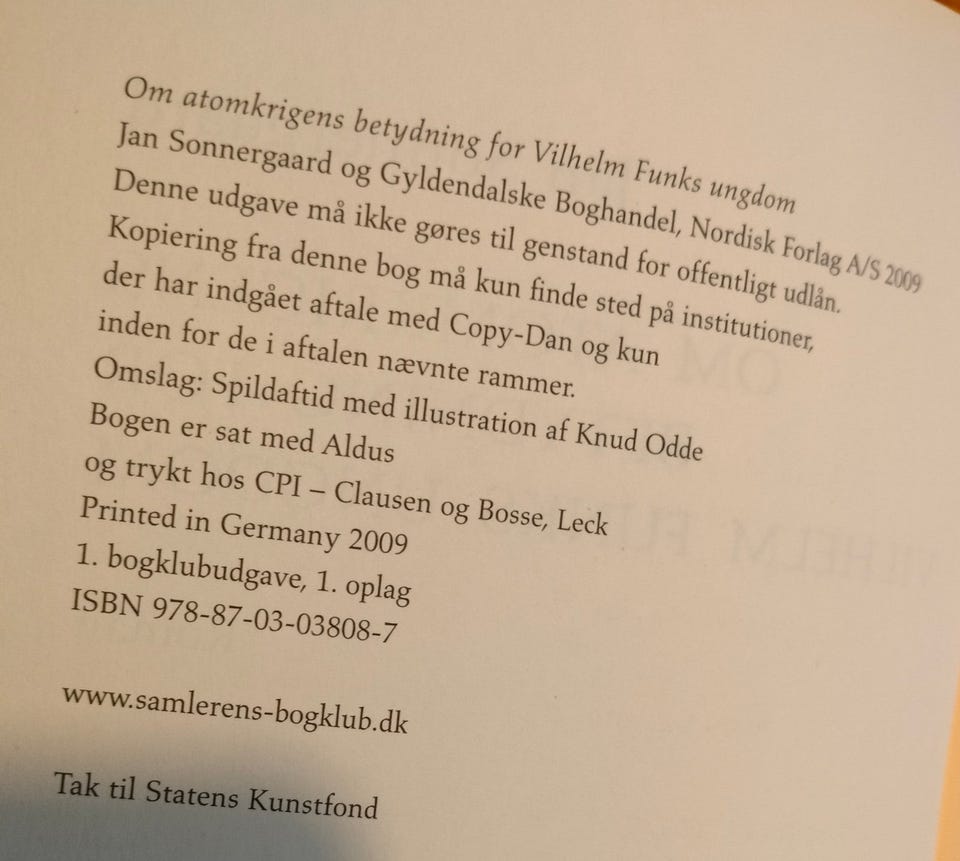 Om atomkrigens betydning for Vilhelm Funks ungdom
Jan Sonnergaard og Gyldendalske Boghandel, Nordisk Forlag A/S 2009
Denne udgave må ikke gøres til genstand for offentligt udlån.
Kopiering fra denne bog må kun finde sted på institutioner,
der har indgået aftale med Copy-Dan og kun
inden for de i aftalen nævnte rammer.
Omslag: Spildaftid med illustration af Knud Odde
Bogen er sat med Aldus
og trykt hos CPI – Clausen og Bosse, Leck
Printed in Germany 2009
1. bogklubudgave, 1. oplag
ISBN 978-87-03-03808-7
www.samlerens-bogklub.dk
Tak til Statens Kunstfond